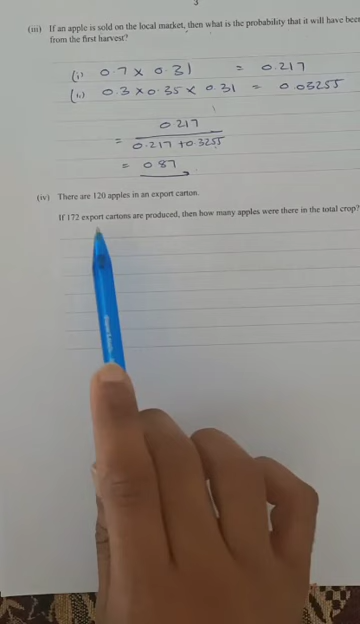 3
(iii) If an apple is sold on the local market, then what is the probability that it will have been
from the first harvest?
(i) 0.7 x 0.31 = 0.217
(ii) 0.3 x 0.35 x 0.31 = 0.03255
0.217
= 0.217 + 0.3255
= 0.87
(iv) There are 120 apples in an export carton.
If 172 export cartons are produced, then how many apples were there in the total crop?